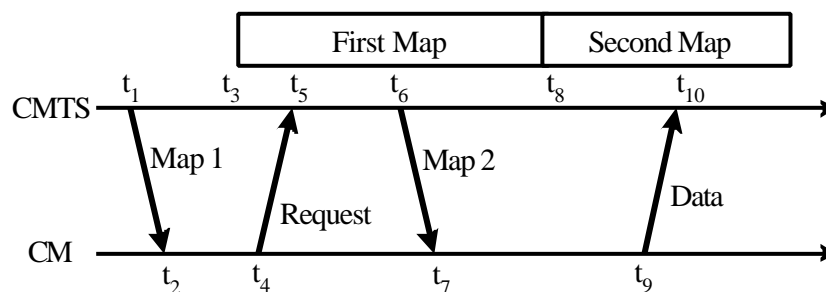 First Map Second Map
t1 t3 t5 t6 t8 t10
CMTS
Map 1 Map 2
Request Data
CM
t2 t4 t7 t9